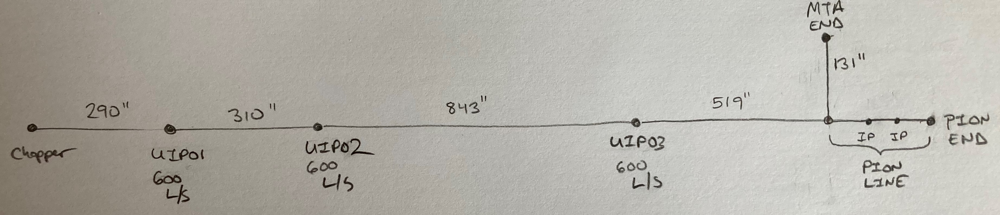 MTA
END
131"
290"
310"
843"
519"
Chopper
UIP01
600
L/S
UIP02
600
L/S
UIP03
600
L/S
IP IP
PION
END
PION
LINE